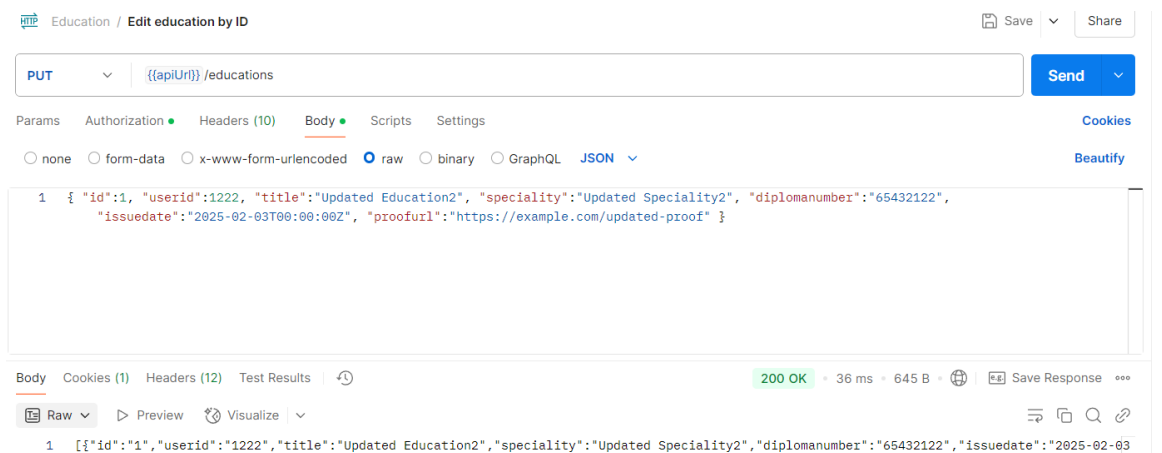 HTTP Education / Edit education by ID Save Share
PUT {{apiUrl}} /educations Send
Params Authorization Headers (10) Body Scripts Settings Cookies
none form-data x-www-form-urlencoded raw binary GraphQL JSON Beautify
1 { "id":1, "userid":1222, "title":"Updated Education2", "speciality":"Updated Speciality2", "diplomanumber":"65432122",
"issuedate":"2025-02-03T00:00:00Z", "proofurl":"https://example.com/updated-proof" }
Body Cookies (1) Headers (12) Test Results 200 OK • 36 ms • 645 B • e.g. Save Response
Raw Preview Visualize
1 [{"id":"1","userid":"1222","title":"Updated Education2","speciality":"Updated Speciality2","diplomanumber":"65432122","issuedate":"2025-02-03